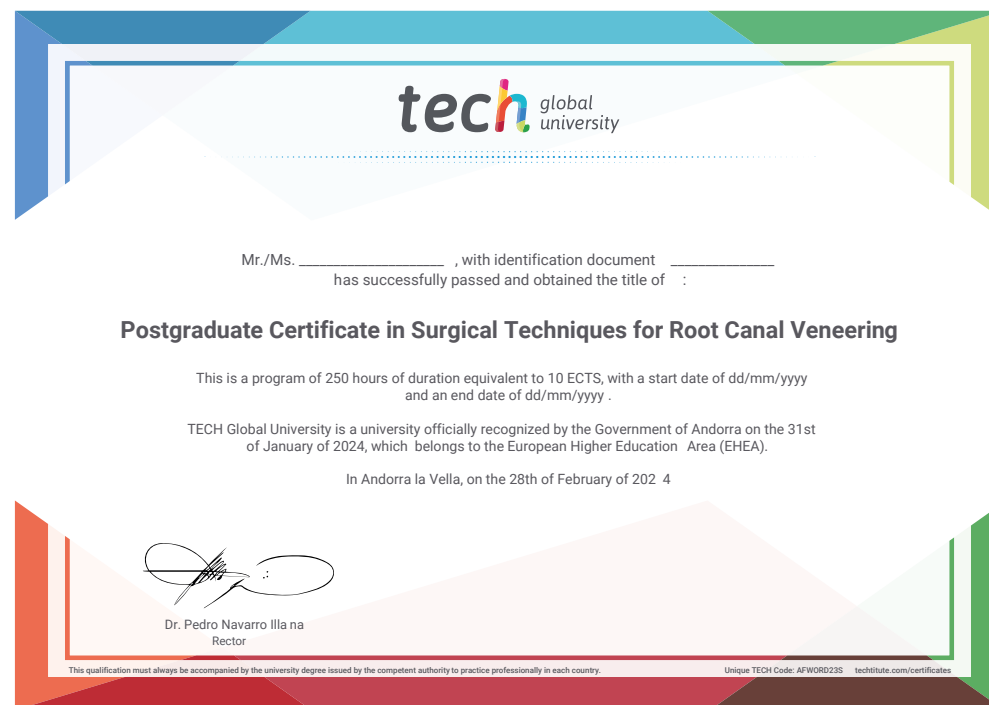 tech global
university
Mr./Ms. _________________ , with identification document ____________
has successfully passed and obtained the title of :
Postgraduate Certificate in Surgical Techniques for Root Canal Veneering
This is a program of 250 hours of duration equivalent to 10 ECTS, with a start date of dd/mm/yyyy
and an end date of dd/mm/yyyy .
TECH Global University is a university officially recognized by the Government of Andorra on the 31st
of January of 2024, which belongs to the European Higher Education Area (EHEA).
In Andorra la Vella, on the 28th of February of 202 4
Dr. Pedro Navarro Illa na
Rector
This qualification must always be accompanied by the university degree issued by the competent authority to practice professionally in each country.
Unique TECH Code: AFWORD23S techtitute.com/certificates